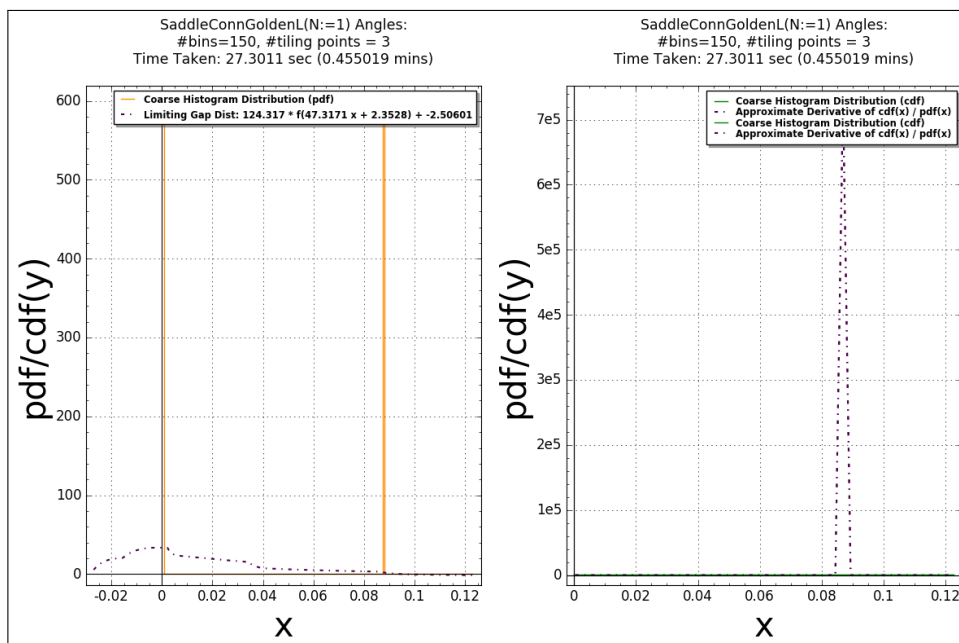 SaddleConnGoldenL(N:=1) Angles:
#bins=150, #tiling points = 3
Time Taken: 27.3011 sec (0.455019 mins)
600
500
400
300
200
100
0
pdf/cdf(y)
Coarse Histogram Distribution (pdf)
Limiting Gap Dist: 124.317 * f(47.3171 x + 2.3528) + -2.50601
-0.02
0
0.02
0.04
0.06
0.08
0.1
0.12
x
SaddleConnGoldenL(N:=1) Angles:
#bins=150, #tiling points = 3
Time Taken: 27.3011 sec (0.455019 mins)
7e5
6e5
5e5
4e5
3e5
2e5
1e5
0
pdf/cdf(y)
Coarse Histogram Distribution (cdf)
Approximate Derivative of cdf(x) / pdf(x)
Coarse Histogram Distribution (cdf)
Approximate Derivative of cdf(x) / pdf(x)
0
0.02
0.04
0.06
0.08
0.1
0.12
x